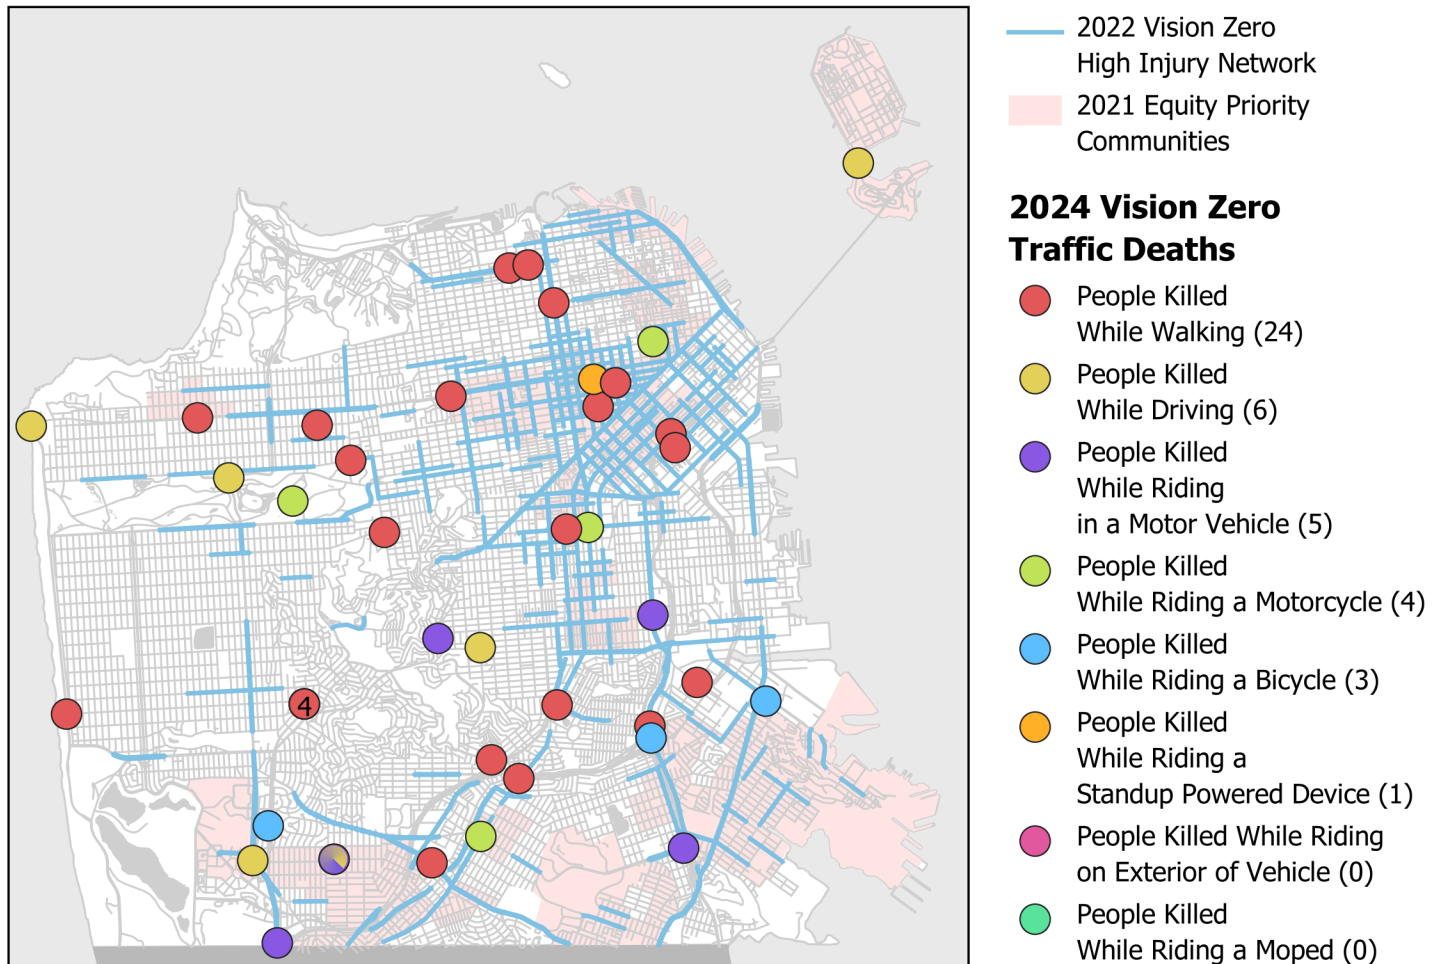 2022 Vision Zero
High Injury Network
2021 Equity Priority
Communities
2024 Vision Zero
Traffic Deaths
People Killed
While Walking (24)
People Killed
While Driving (6)
People Killed
While Riding
in a Motor Vehicle (5)
People Killed
While Riding a Motorcycle (4)
People Killed
While Riding a Bicycle (3)
People Killed
While Riding a
Standup Powered Device (1)
People Killed While Riding
on Exterior of Vehicle (0)
People Killed
While Riding a Moped (0)
4